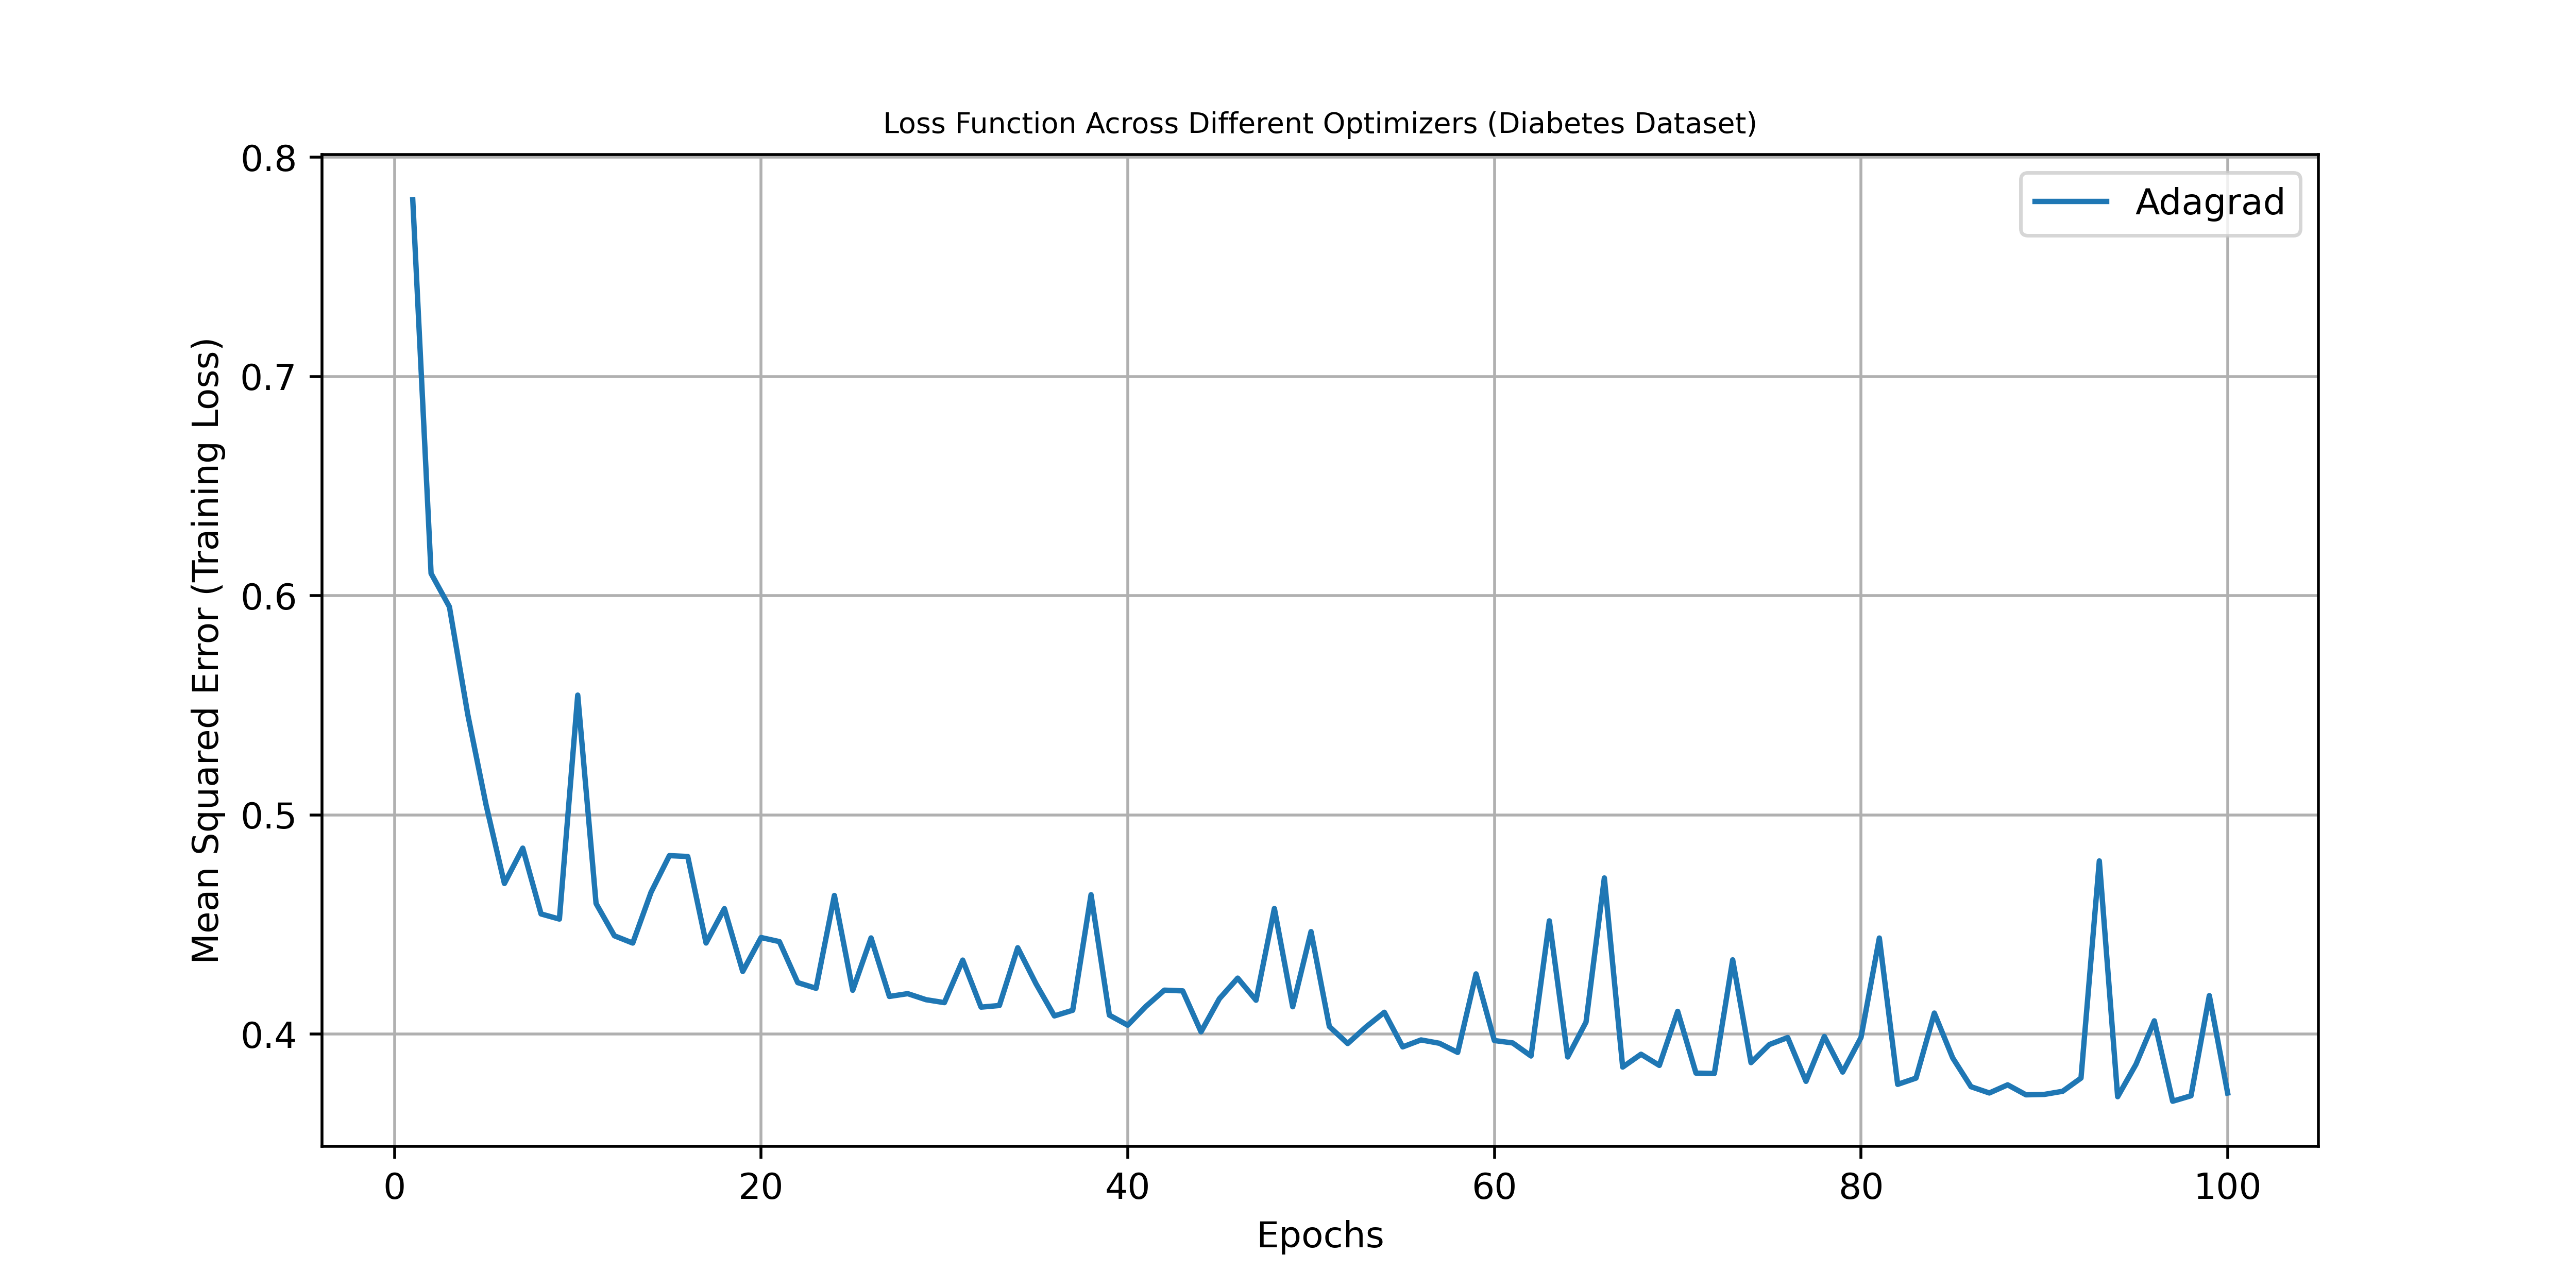 Loss Function Across Different Optimizers (Diabetes Dataset)
Adagrad
Mean Squared Error (Training Loss)
0.8
0.7
0.6
0.5
0.4
0 20 40 60 80 100
Epochs